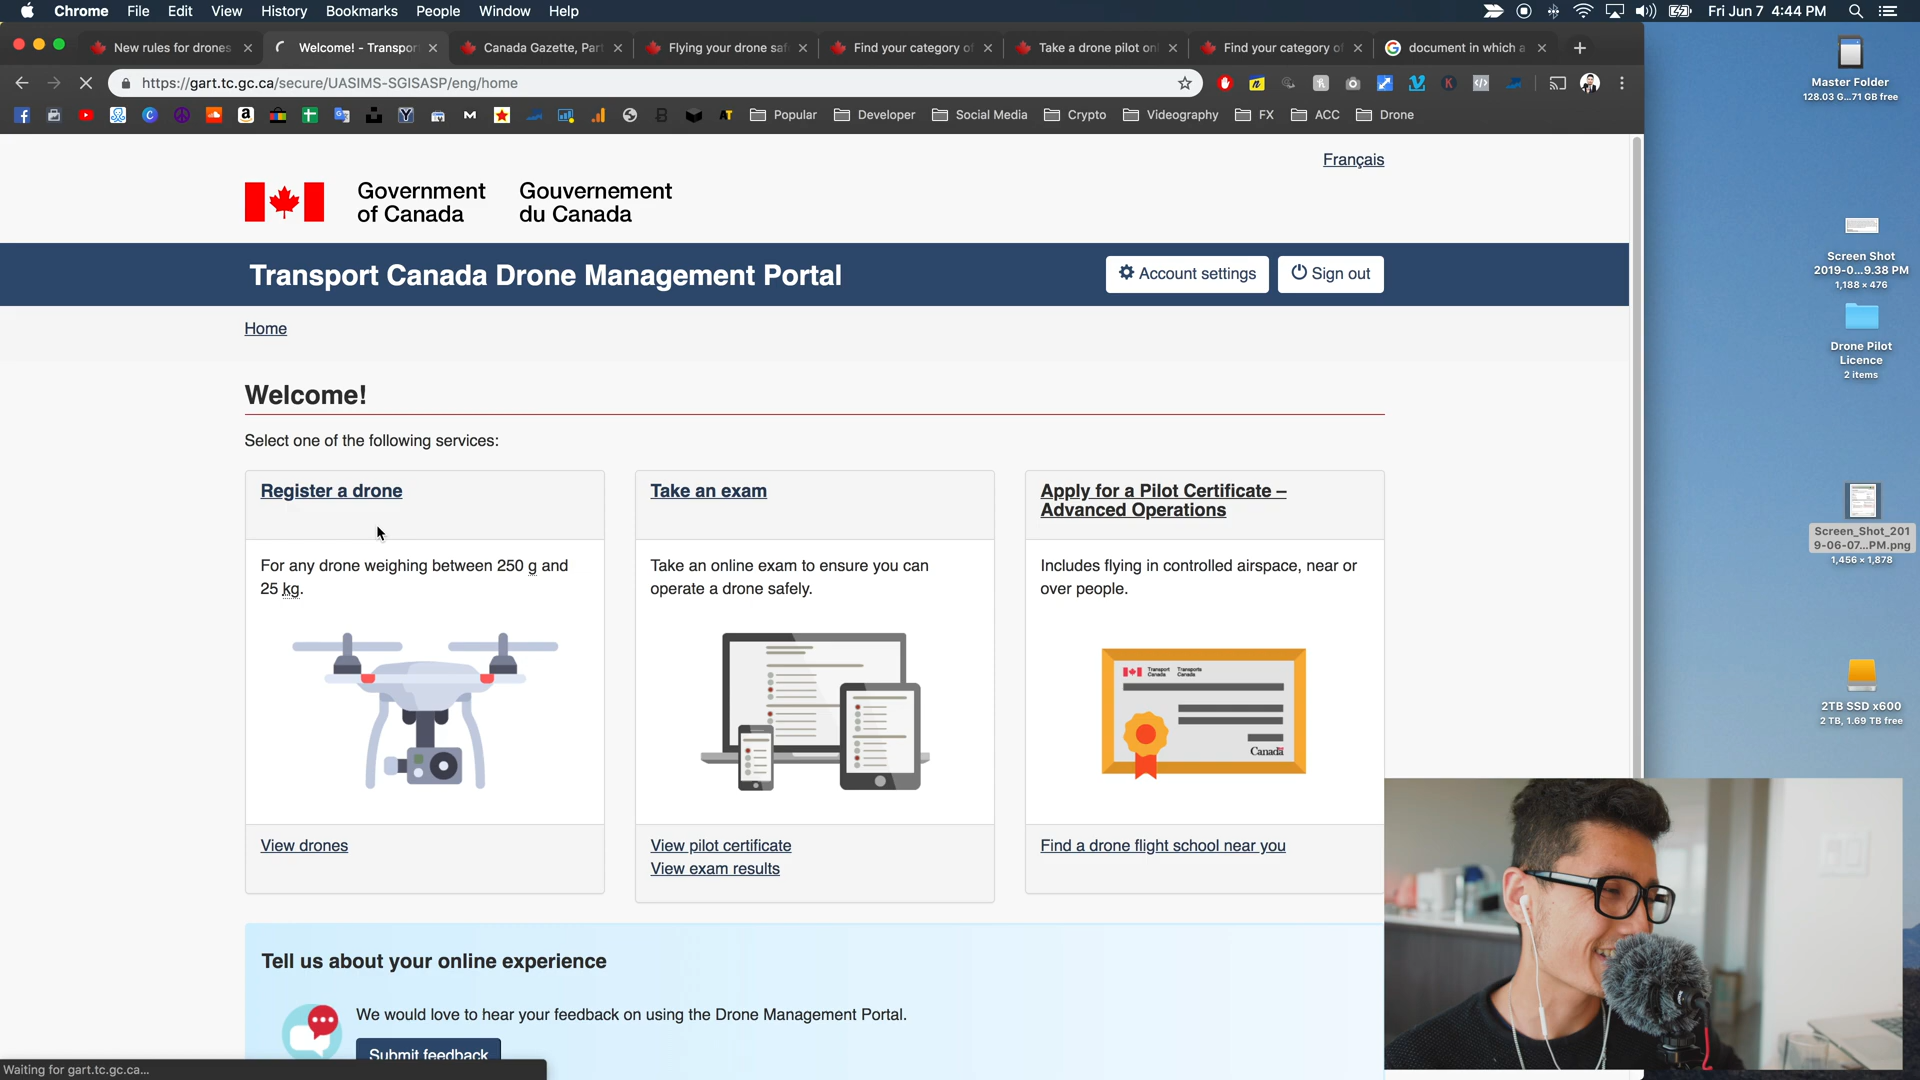 Chrome File Edit View History Bookmarks People Window Help Fri Jun 7 4:44 PM
New rules for drones Welcome! - Transpor Canada Gazette, Part Flying your drone saf Find your category of Take a drone pilot onl Find your category of document in which a
https://gart.tc.gc.ca/secure/UASIMS-SGISASP/eng/home
Popular Developer Social Media Crypto Videography FX ACC Drone
Français
Government of Canada
Gouvernement du Canada
Transport Canada Drone Management Portal
Account settings
Sign out
Home
Welcome!
Select one of the following services:
Register a drone
For any drone weighing between 250 g and
25 kg.
View drones
Take an exam
Take an online exam to ensure you can
operate a drone safely.
View pilot certificate
View exam results
Apply for a Pilot Certificate –
Advanced Operations
Includes flying in controlled airspace, near or
over people.
Transport Canada
Transports Canada
Canada
Find a drone flight school near you
Tell us about your online experience
We would love to hear your feedback on using the Drone Management Portal.
Submit feedback
Waiting for gart.tc.gc.ca...
Master Folder
128.03 G...71 GB free
Screen Shot
2019-0...9.38 PM
1,188 × 476
Drone Pilot
Licence
2 items
Screen_Shot_201
9-06-07...PM.png
1,456 × 1,878
2TB SSD x600
2 TB, 1.69 TB free